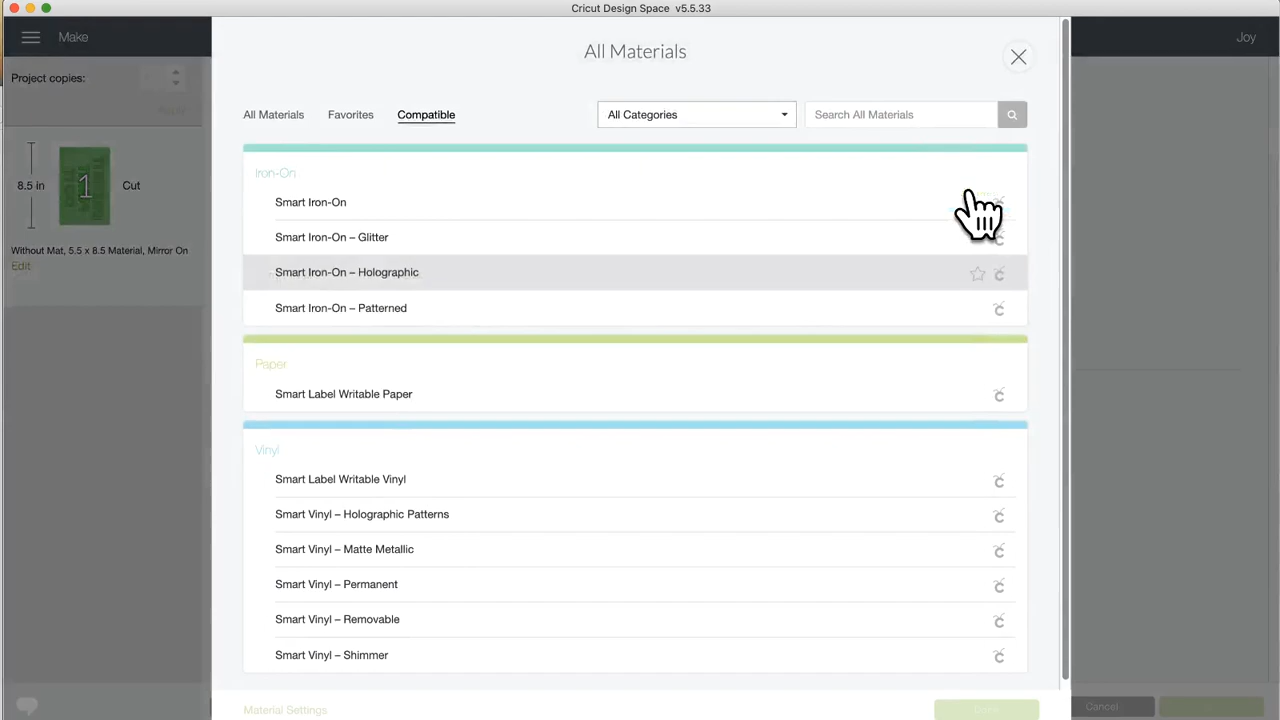 Cricut Design Space v5.5.33
Make
Joy
Project copies:
8.5 in
1
Cut
Without Mat, 5.5 x 8.5 Material, Mirror On
Edit
All Materials
All Materials
Favorites
Compatible
All Categories
Search All Materials
Iron-On
Smart Iron-On
Smart Iron-On – Glitter
Smart Iron-On – Holographic
Smart Iron-On – Patterned
Paper
Smart Label Writable Paper
Vinyl
Smart Label Writable Vinyl
Smart Vinyl – Holographic Patterns
Smart Vinyl – Matte Metallic
Smart Vinyl – Permanent
Smart Vinyl – Removable
Smart Vinyl – Shimmer
Material Settings
Done
Cancel